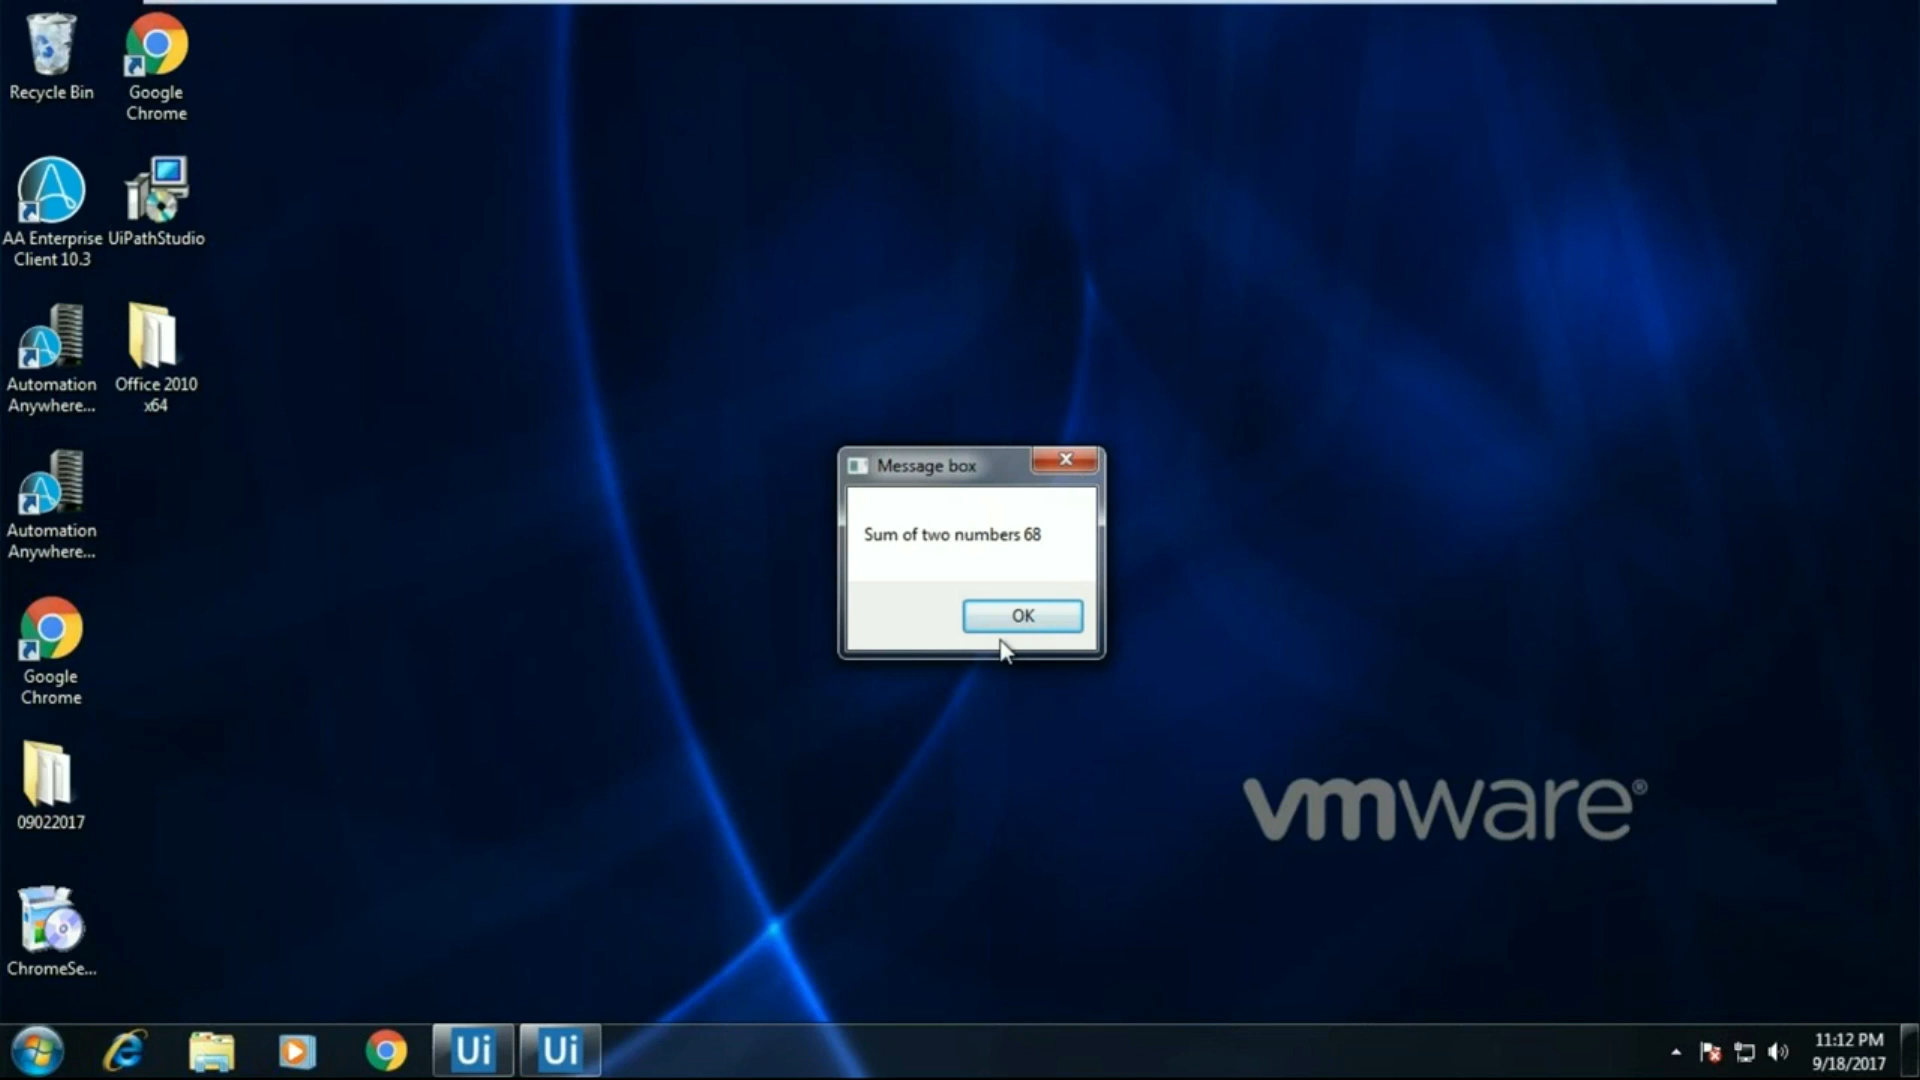 Recycle Bin
Google
Chrome
AA Enterprise
Client 10.3
UiPathStudio
Automation
Anywhere...
Office 2010
x64
Automation
Anywhere...
Google
Chrome
09022017
ChromeSe...
Message box
Sum of two numbers 68
OK
vmware®
Ui
Ui
11:12 PM
9/18/2017